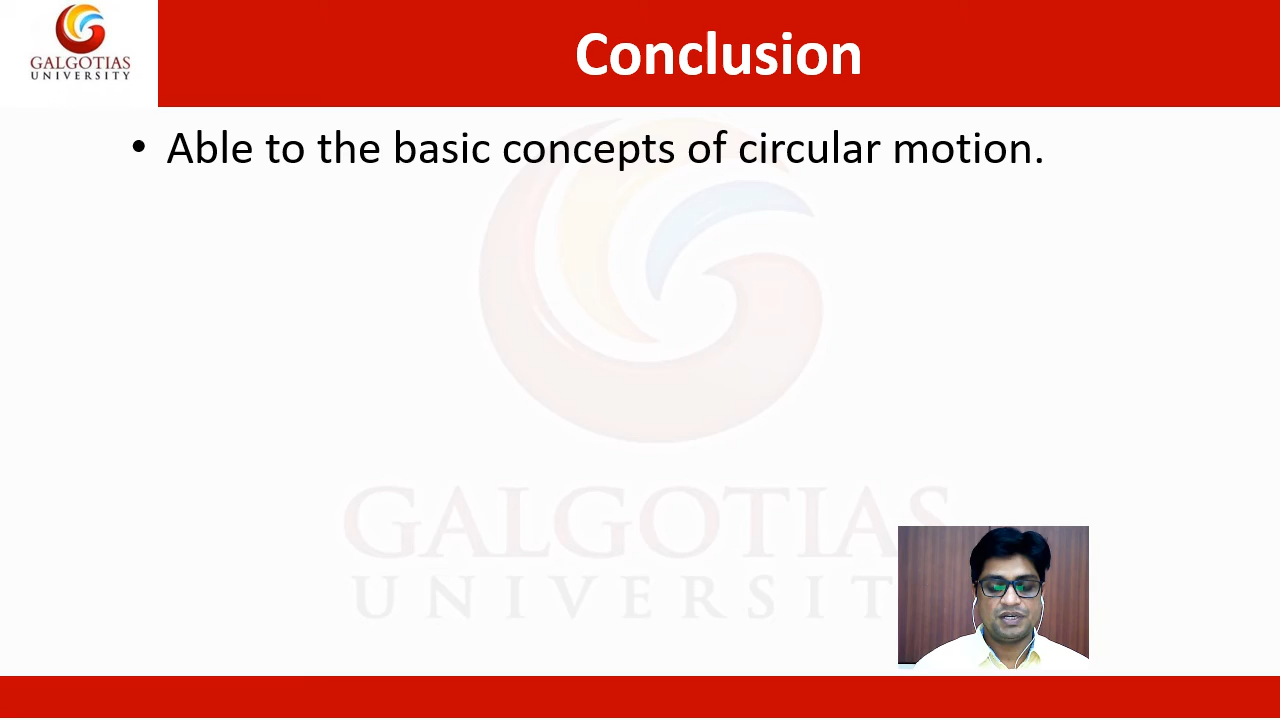 GALGOTIAS
UNIVERSITY
Conclusion
• Able to the basic concepts of circular motion.
GALGOTIAS
UNIVERSIT